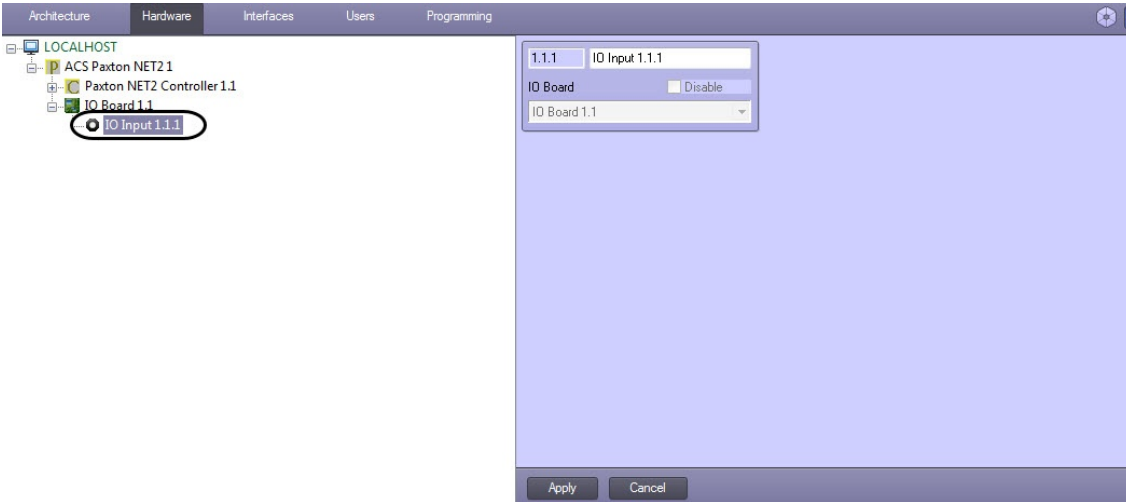 Architecture Hardware Interfaces Users Programming
LOCALHOST
ACS Paxton NET2 1
Paxton NET2 Controller 1.1
IO Board 1.1
IO Input 1.1.1
1.1.1 IO Input 1.1.1
IO Board Disable
IO Board 1.1
Apply Cancel